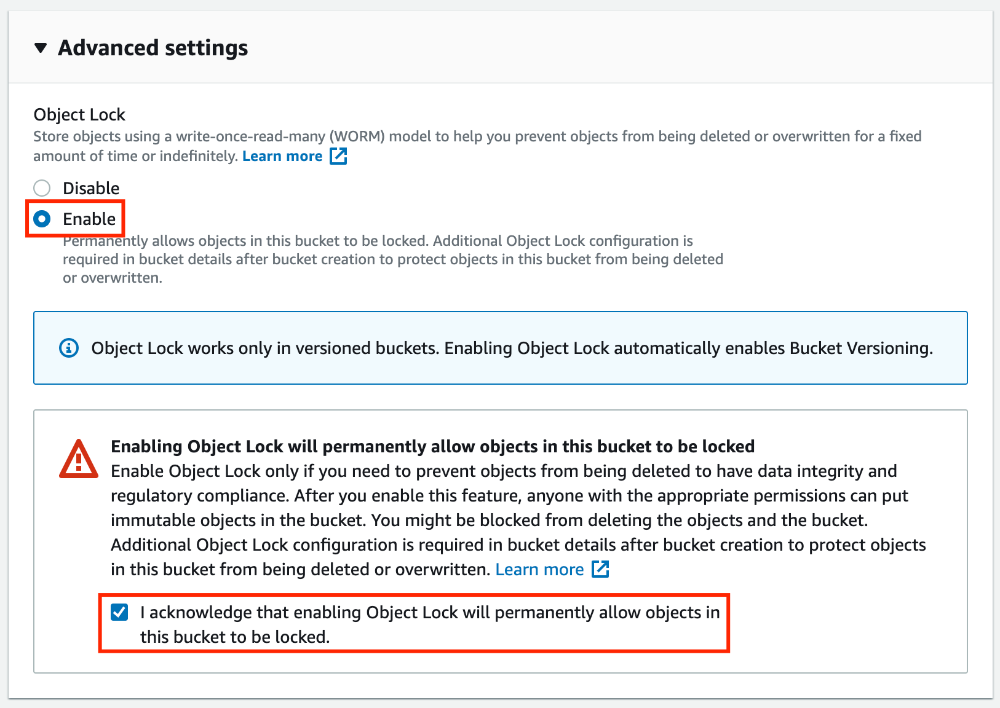 Advanced settings
Object Lock
Store objects using a write-once-read-many (WORM) model to help you prevent objects from being deleted or overwritten for a fixed
amount of time or indefinitely. Learn more
Disable
Enable
Permanently allows objects in this bucket to be locked. Additional Object Lock configuration is
required in bucket details after bucket creation to protect objects in this bucket from being deleted
or overwritten.
Object Lock works only in versioned buckets. Enabling Object Lock automatically enables Bucket Versioning.
Enabling Object Lock will permanently allow objects in this bucket to be locked
Enable Object Lock only if you need to prevent objects from being deleted to have data integrity and
regulatory compliance. After you enable this feature, anyone with the appropriate permissions can put
immutable objects in the bucket. You might be blocked from deleting the objects and the bucket.
Additional Object Lock configuration is required in bucket details after bucket creation to protect objects
in this bucket from being deleted or overwritten. Learn more
I acknowledge that enabling Object Lock will permanently allow objects in
this bucket to be locked.